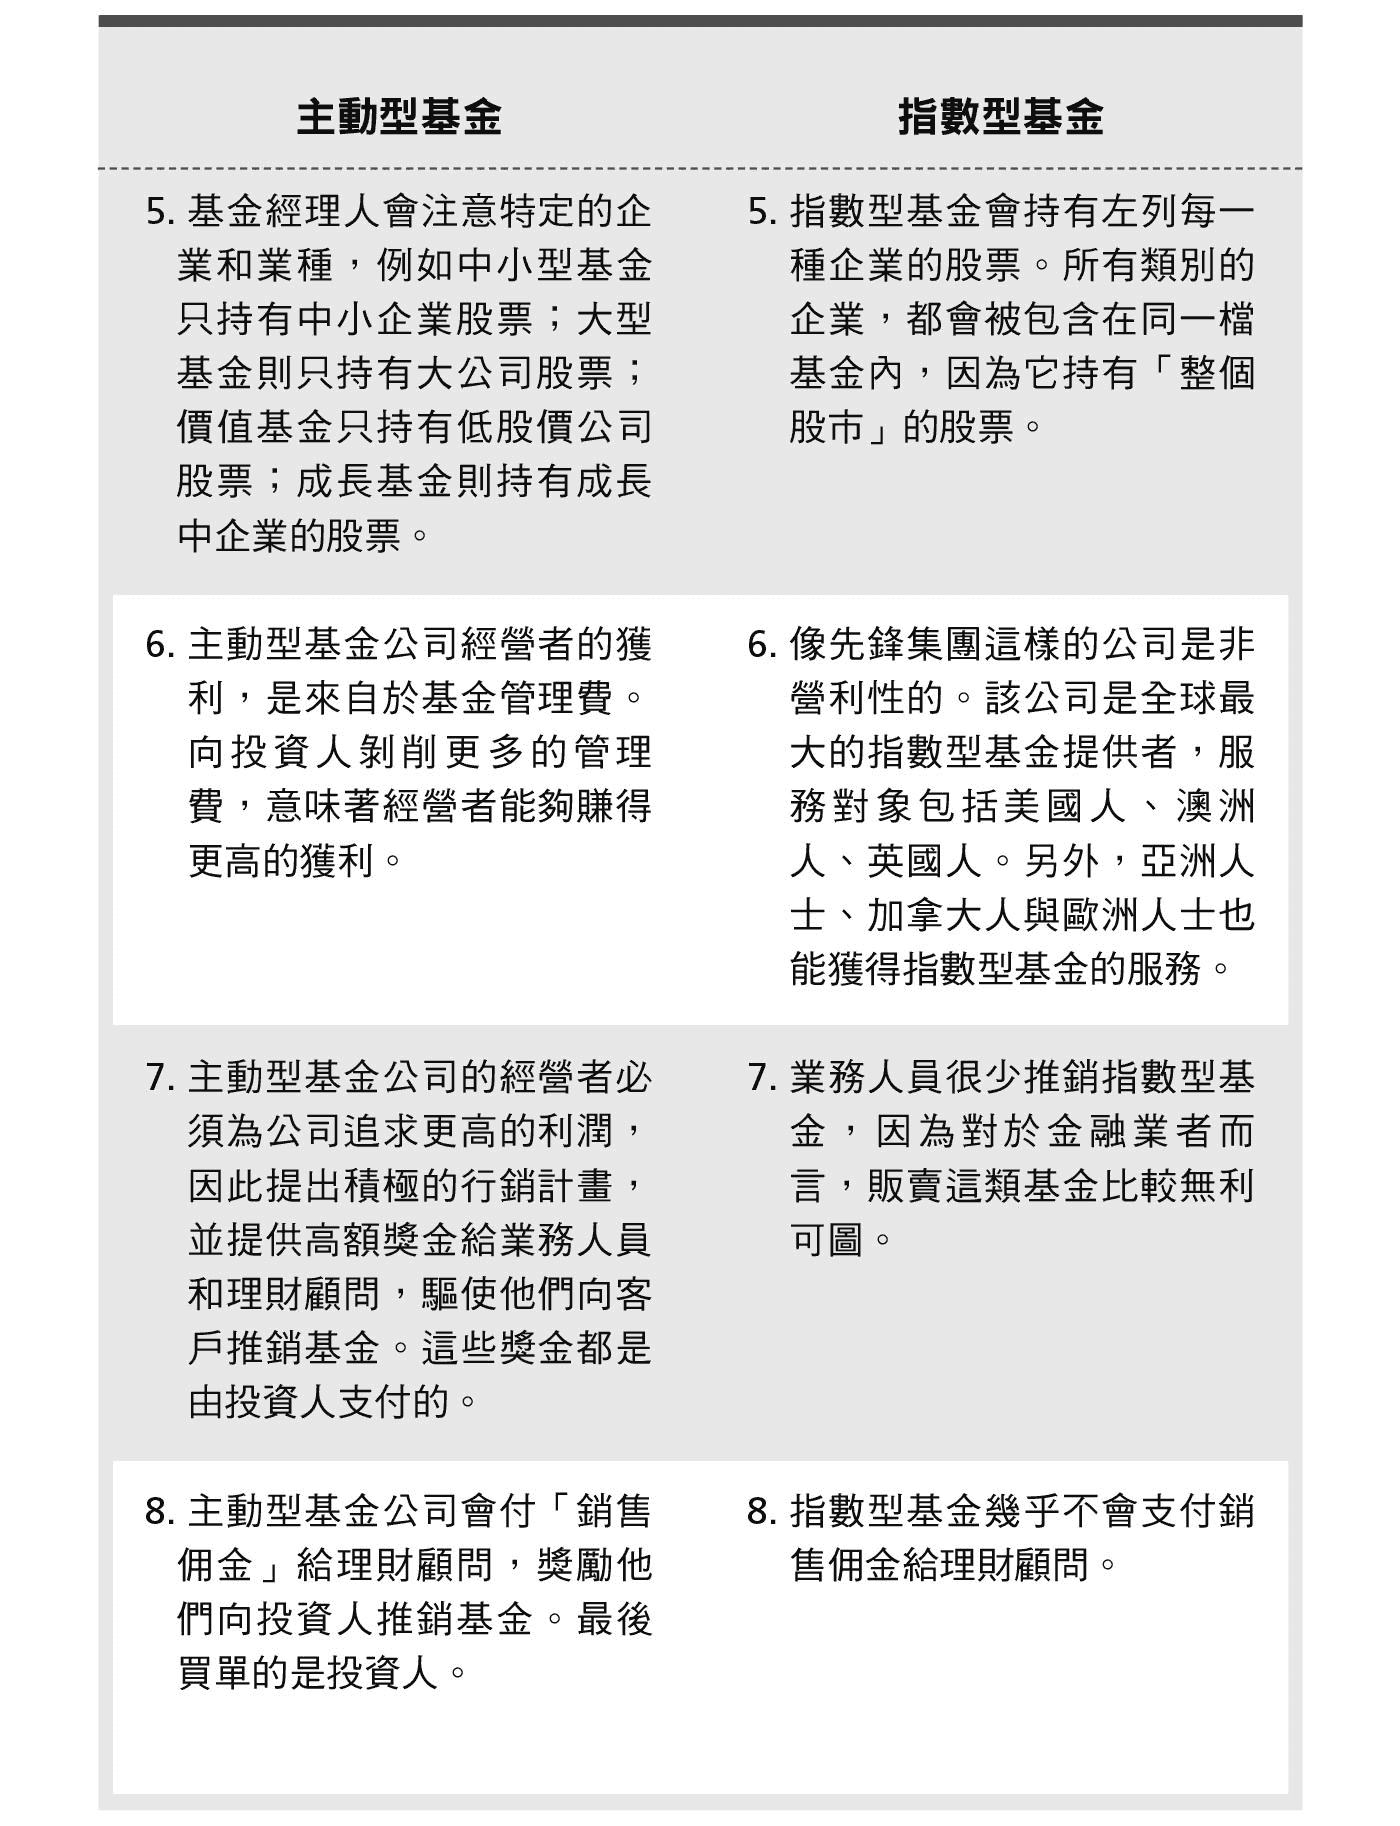 主動型基金
指數型基金
5. 基金經理人會注意特定的企
業和業種，例如中小型基金
只持有中小企業股票；大型
基金則只持有大公司股票；
價值基金只持有低股價公司
股票；成長基金則持有成長
中企業的股票。
5. 指數型基金會持有左列每一
種企業的股票。所有類別的
企業，都會被包含在同一檔
基金內，因為它持有「整個
股市」的股票。
6. 主動型基金公司經營者的獲
利，是來自於基金管理費。
向投資人剝削更多的管理
費，意味著經營者能夠賺得
更高的獲利。
6. 像先鋒集團這樣的公司是非
營利性的。該公司是全球最
大的指數型基金提供者，服
務對象包括美國人、澳洲
人、英國人。另外，亞洲人
士、加拿大人與歐洲人士也
能獲得指數型基金的服務。
7. 主動型基金公司的經營者必
須為公司追求更高的利潤，
因此提出積極的行銷計畫，
並提供高額獎金給業務人員
和理財顧問，驅使他們向客
戶推銷基金。這些獎金都是
由投資人支付的。
7. 業務人員很少推銷指數型基
金，因為對於金融業者而
言，販賣這類基金比較無利
可圖。
8. 主動型基金公司會付「銷售
佣金」給理財顧問，獎勵他
們向投資人推銷基金。最後
買單的是投資人。
8. 指數型基金幾乎不會支付銷
售佣金給理財顧問。